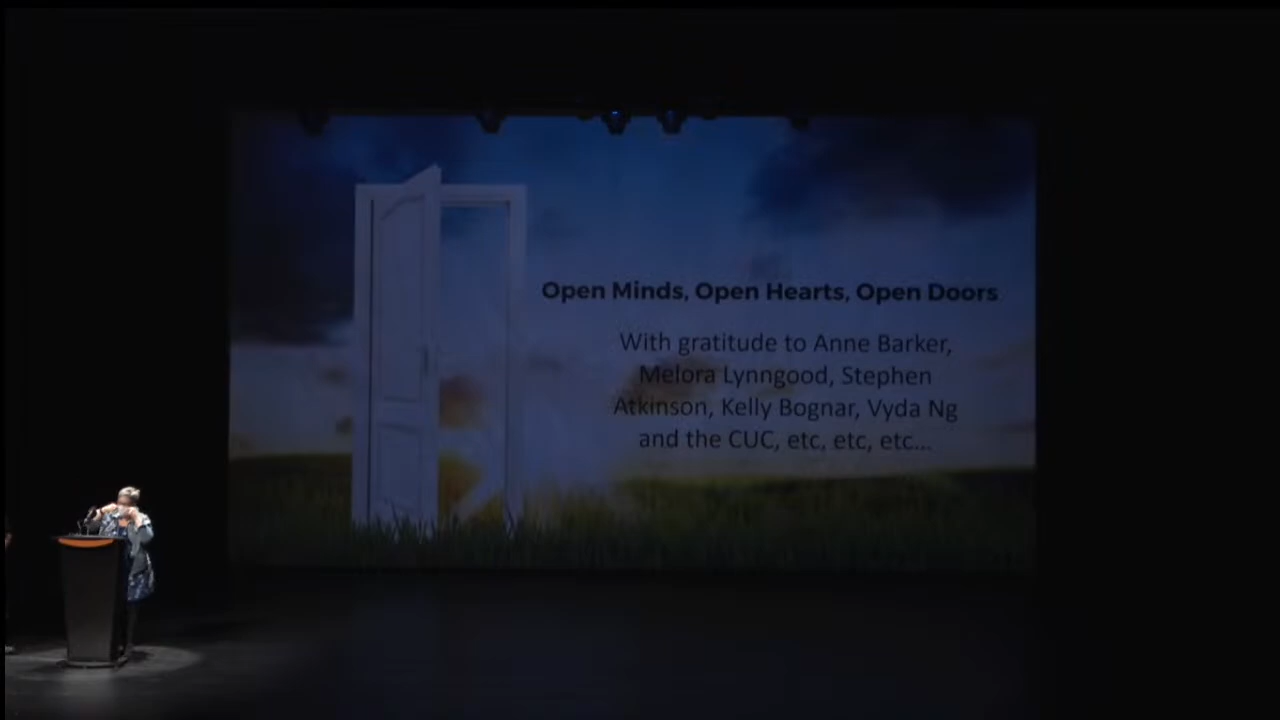 Open Minds, Open Hearts, Open Doors
With gratitude to Anne Barker,
Melora Lynngood, Stephen
Atkinson, Kelly Bognar, Vyda Ng
and the CUC, etc, etc, etc...